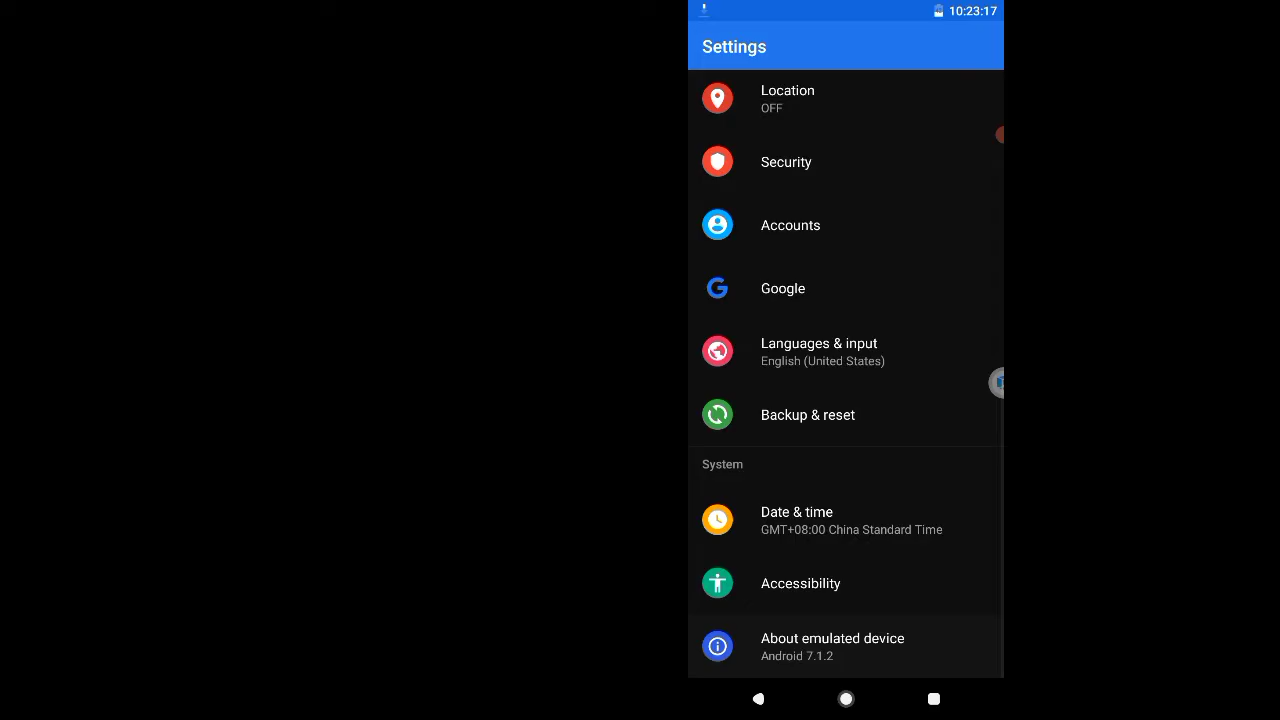 10:23:17
Settings
Location
OFF
Security
Accounts
Google
Languages & input
English (United States)
Backup & reset
System
Date & time
GMT+08:00 China Standard Time
Accessibility
About emulated device
Android 7.1.2